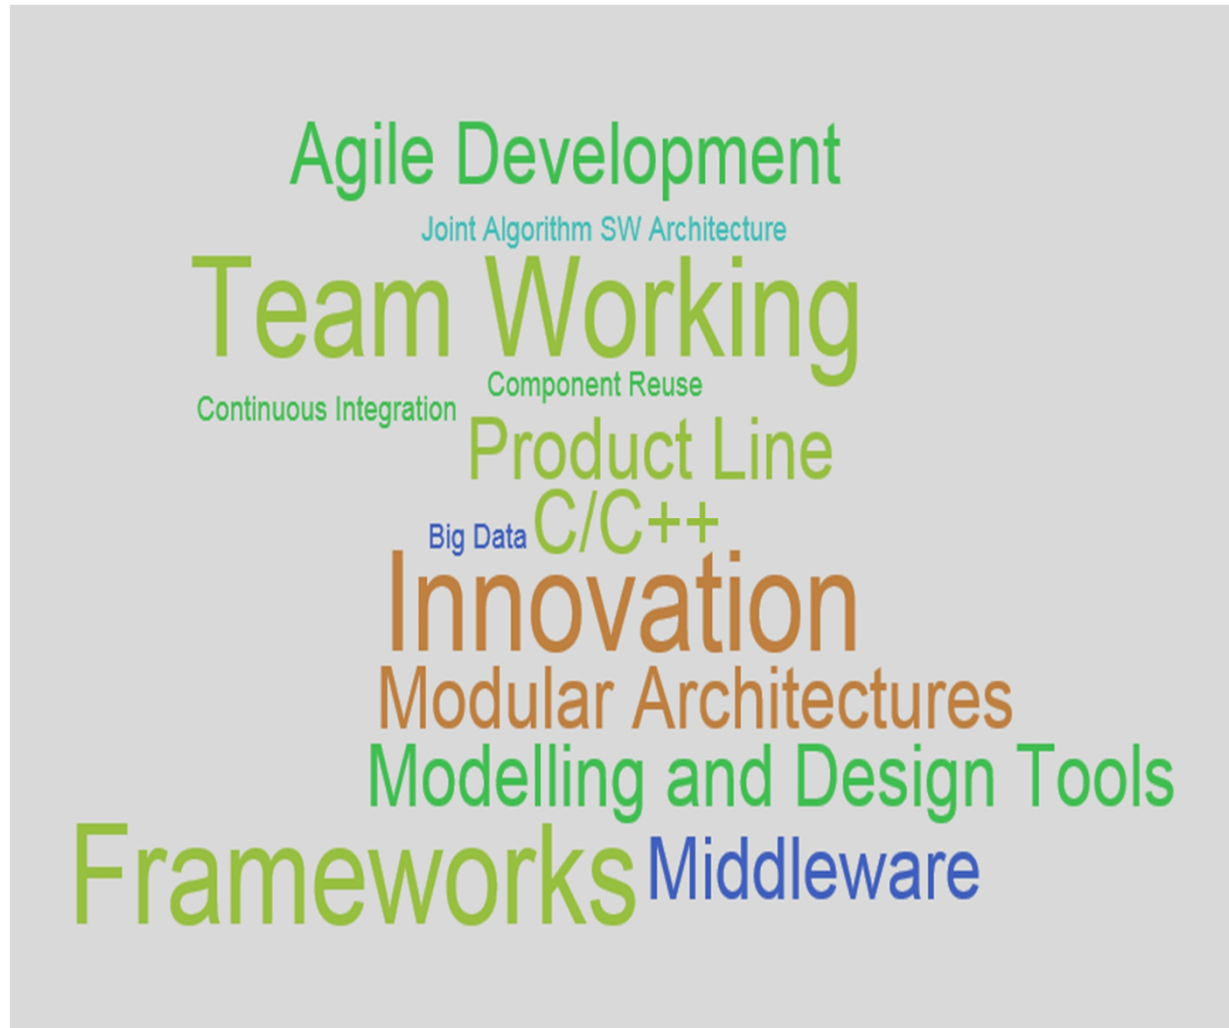 Agile Development
Joint Algorithm SW Architecture
Team Working
Component Reuse
Continuous Integration
Product Line
C/C++
Big Data
Innovation
Modular Architectures
Modelling and Design Tools
Frameworks
Middleware